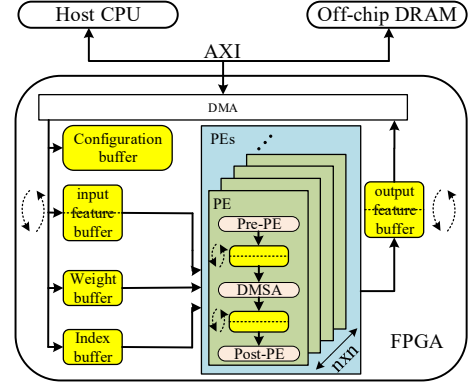 Host CPU
Off-chip DRAM
AXI
DMA
Configuration
buffer
PEs
input
feature
buffer
output
feature
buffer
PE
Pre-PE
Weight
buffer
DMSA
Index
buffer
Post-PE
nxn
FPGA